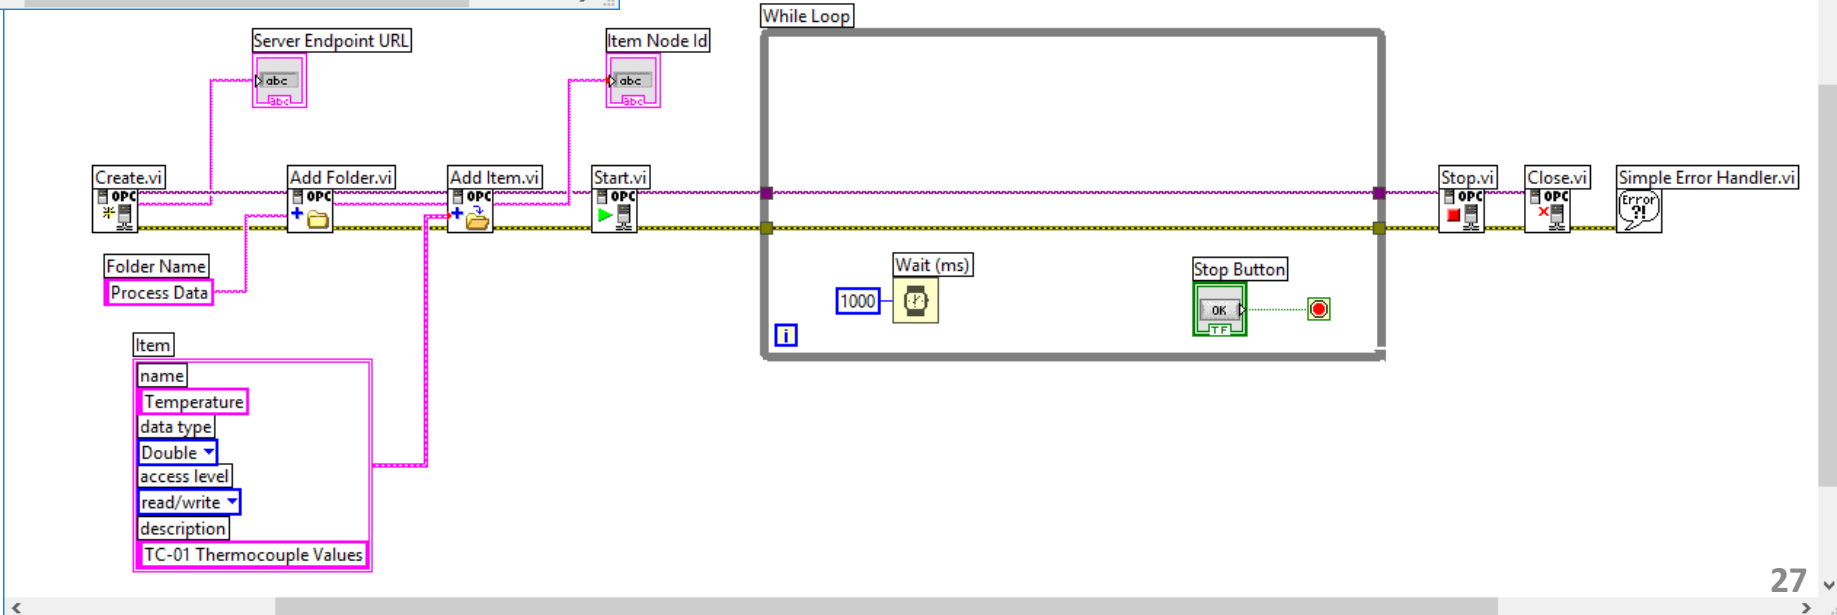 While Loop
Server Endpoint URL
Item Node Id
abc
abc
abc
abc
Create.vi
Add Folder.vi
Add Item.vi
Start.vi
Stop.vi
Close.vi
Simple Error Handler.vi
OPC
OPC
OPC
OPC
OPC
OPC
Error
?!
Folder Name
Process Data
Wait (ms)
1000
Stop Button
OK
TF
i
Item
name
Temperature
data type
Double
access level
read/write
description
TC-01 Thermocouple Values
27